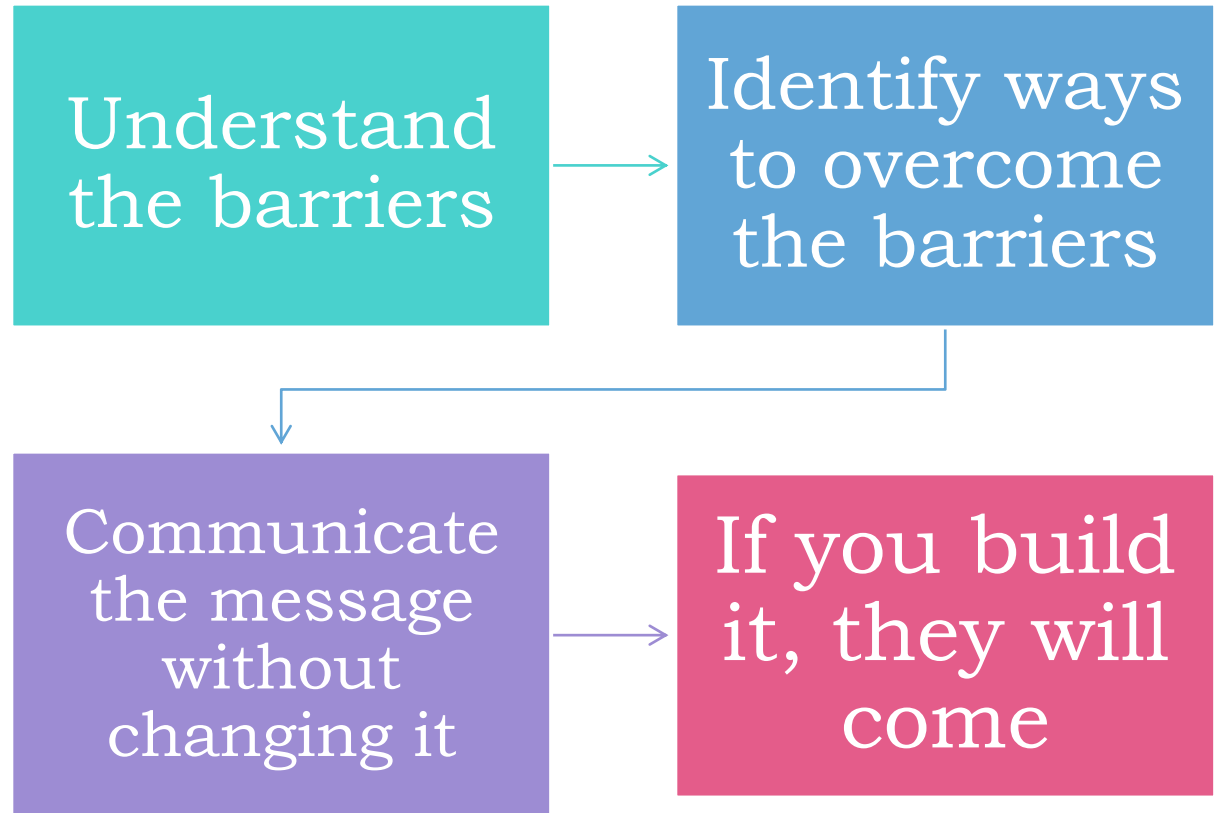 Understand
the barriers
Identify ways
to overcome
the barriers
Communicate
the message
without
changing it
If you build
it, they will
come